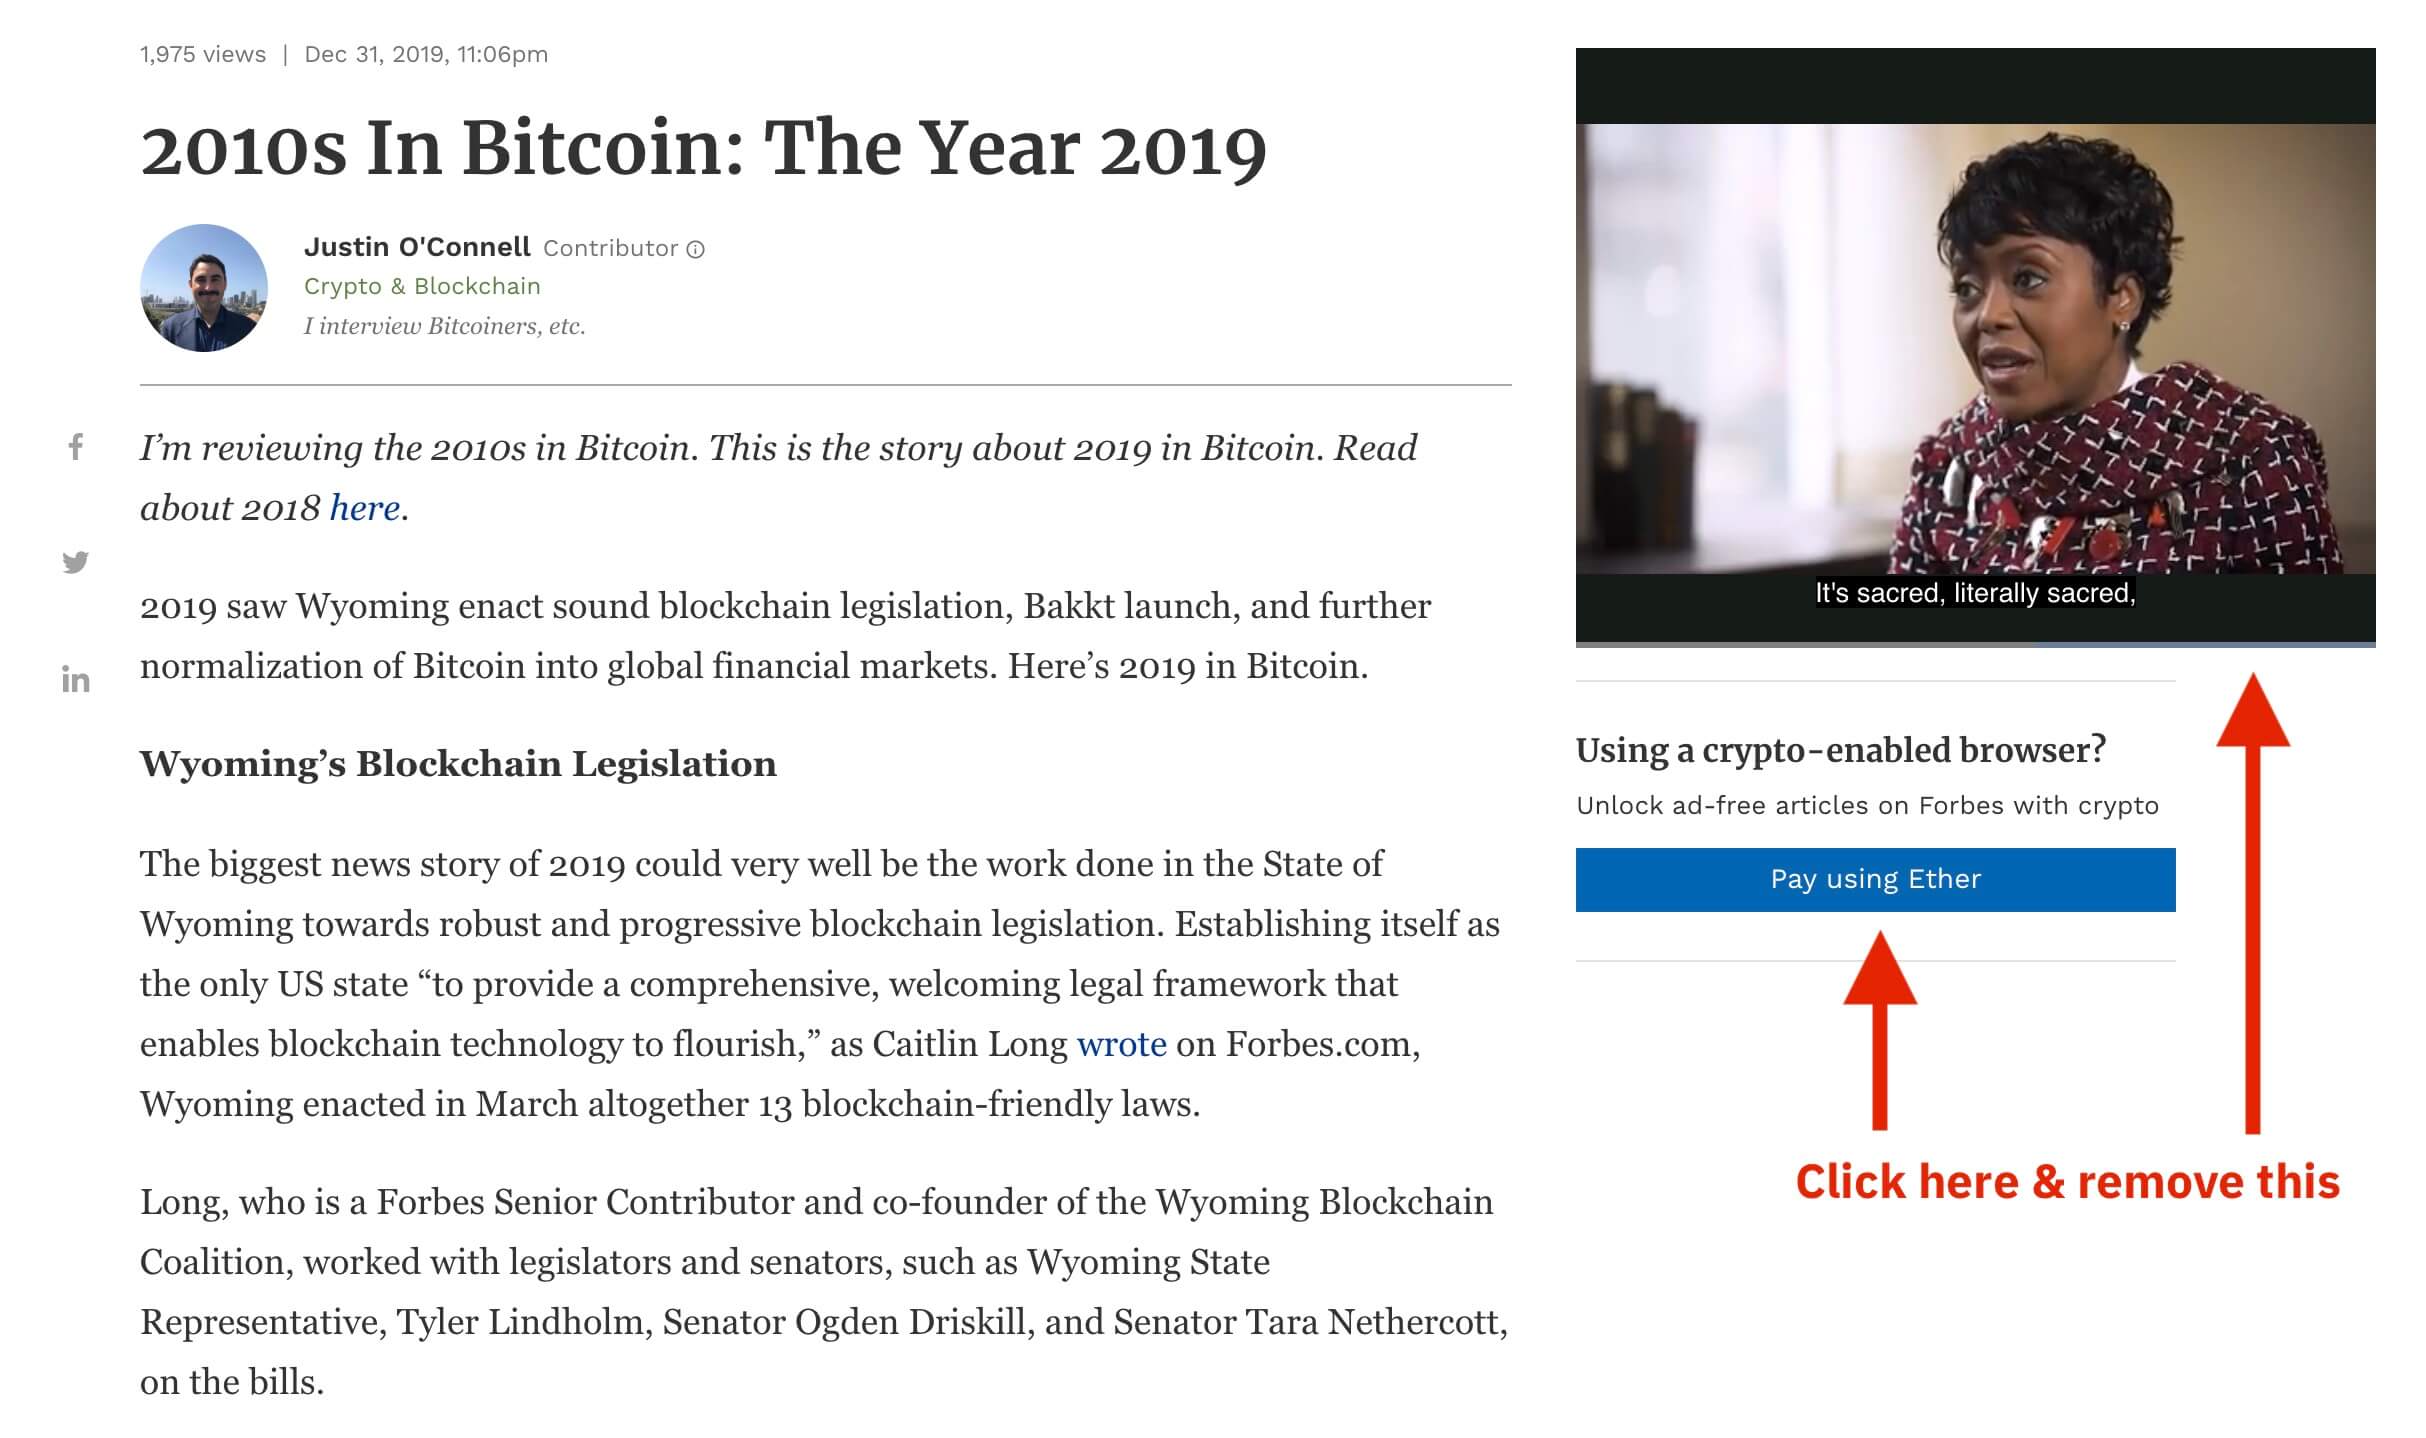 1,975 views | Dec 31, 2019, 11:06pm
2010s In Bitcoin: The Year 2019
Justin O'Connell Contributor
Crypto & Blockchain
I interview Bitcoiners, etc.
I’m reviewing the 2010s in Bitcoin. This is the story about 2019 in Bitcoin. Read
about 2018 here.
2019 saw Wyoming enact sound blockchain legislation, Bakkt launch, and further
normalization of Bitcoin into global financial markets. Here’s 2019 in Bitcoin.
Wyoming’s Blockchain Legislation
The biggest news story of 2019 could very well be the work done in the State of
Wyoming towards robust and progressive blockchain legislation. Establishing itself as
the only US state “to provide a comprehensive, welcoming legal framework that
enables blockchain technology to flourish,” as Caitlin Long wrote on Forbes.com,
Wyoming enacted in March altogether 13 blockchain-friendly laws.
Long, who is a Forbes Senior Contributor and co-founder of the Wyoming Blockchain
Coalition, worked with legislators and senators, such as Wyoming State
Representative, Tyler Lindholm, Senator Ogden Driskill, and Senator Tara Nethercott,
on the bills.
It's sacred, literally sacred,
Using a crypto-enabled browser?
Unlock ad-free articles on Forbes with crypto
Pay using Ether
Click here & remove this